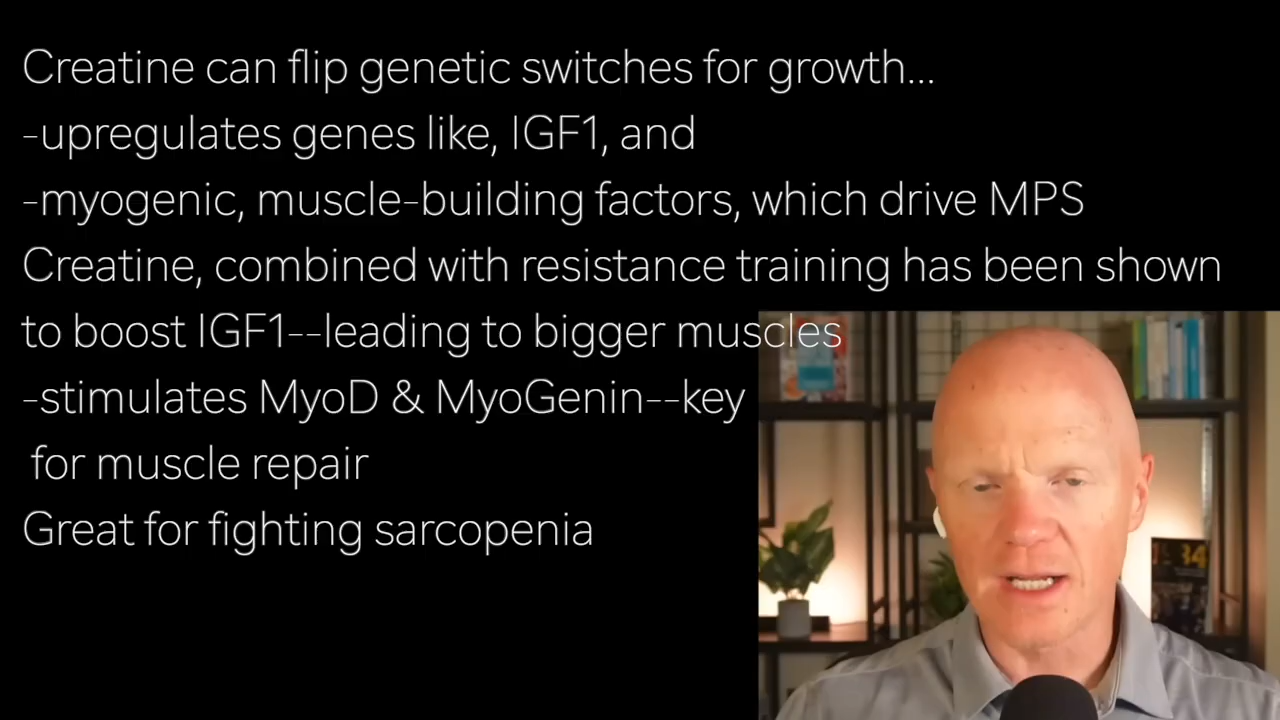 Creatine can flip genetic switches for growth...
-upregulates genes like, IGF1, and
-myogenic, muscle-building factors, which drive MPS
Creatine, combined with resistance training has been shown
to boost IGF1--leading to bigger muscles
-stimulates MyoD & MyoGenin--key
for muscle repair
Great for fighting sarcopenia